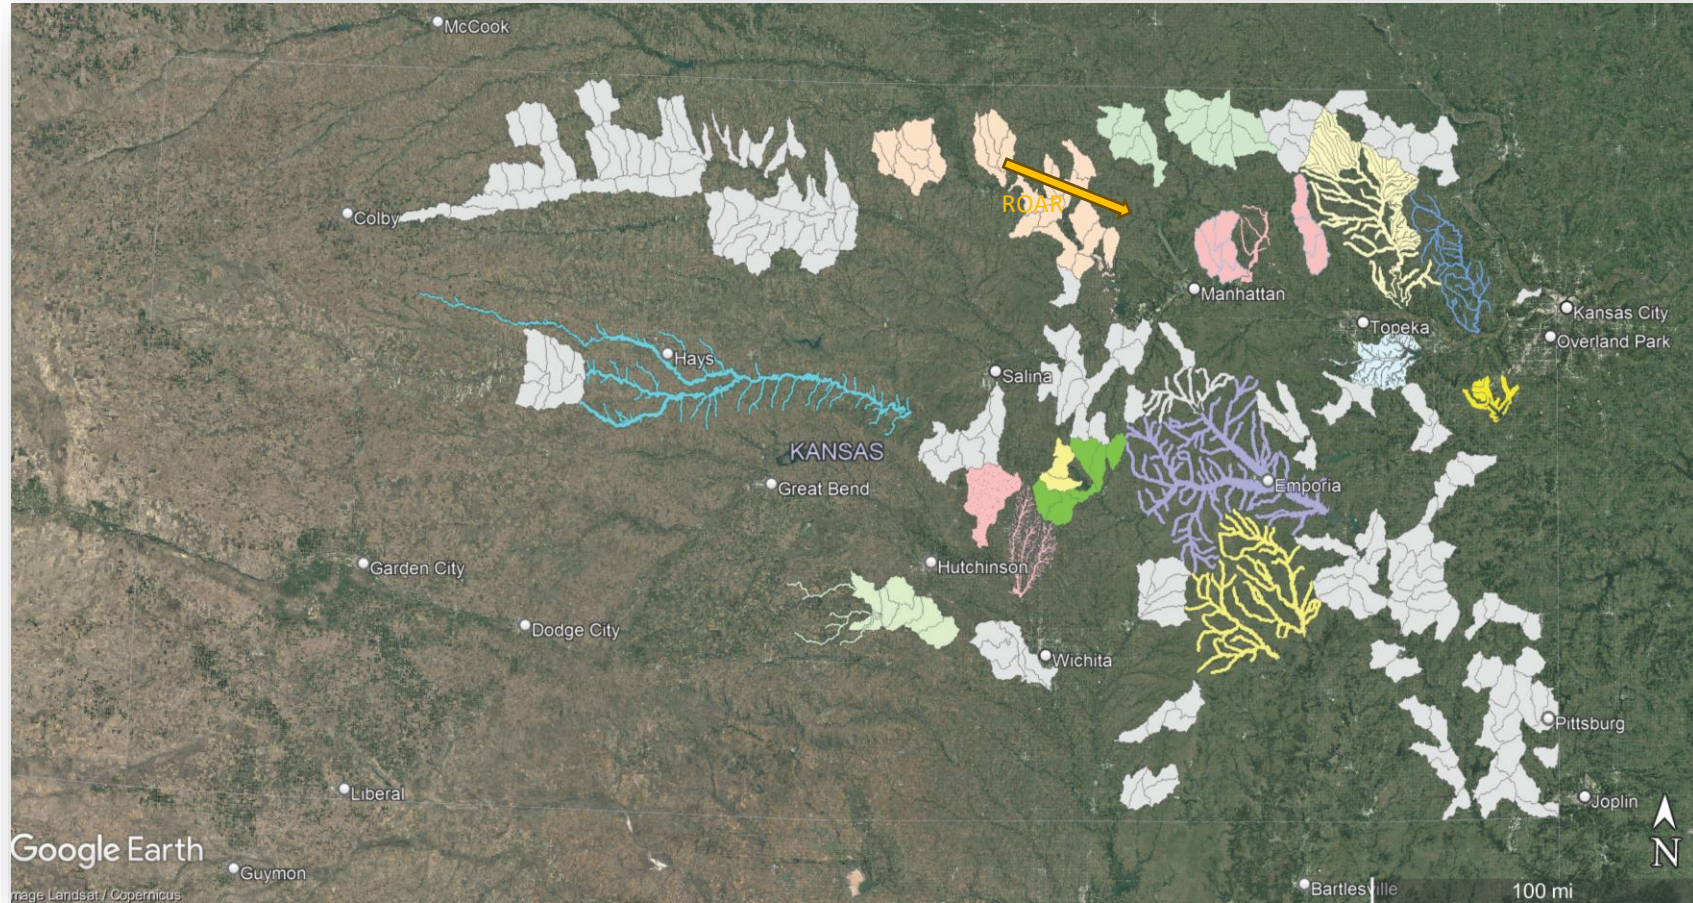 McCook
Colby
ROAR
Manhattan
Kansas City
Topeka
Overland Park
Hays
Salina
KANSAS
Emporia
Great Bend
Garden City
Hutchinson
Dodge City
Wichita
Pittsburg
Liberal
Joplin
Google Earth
N
Guymon
Bartlesville
100 mi
mage Landsat / Copernicus